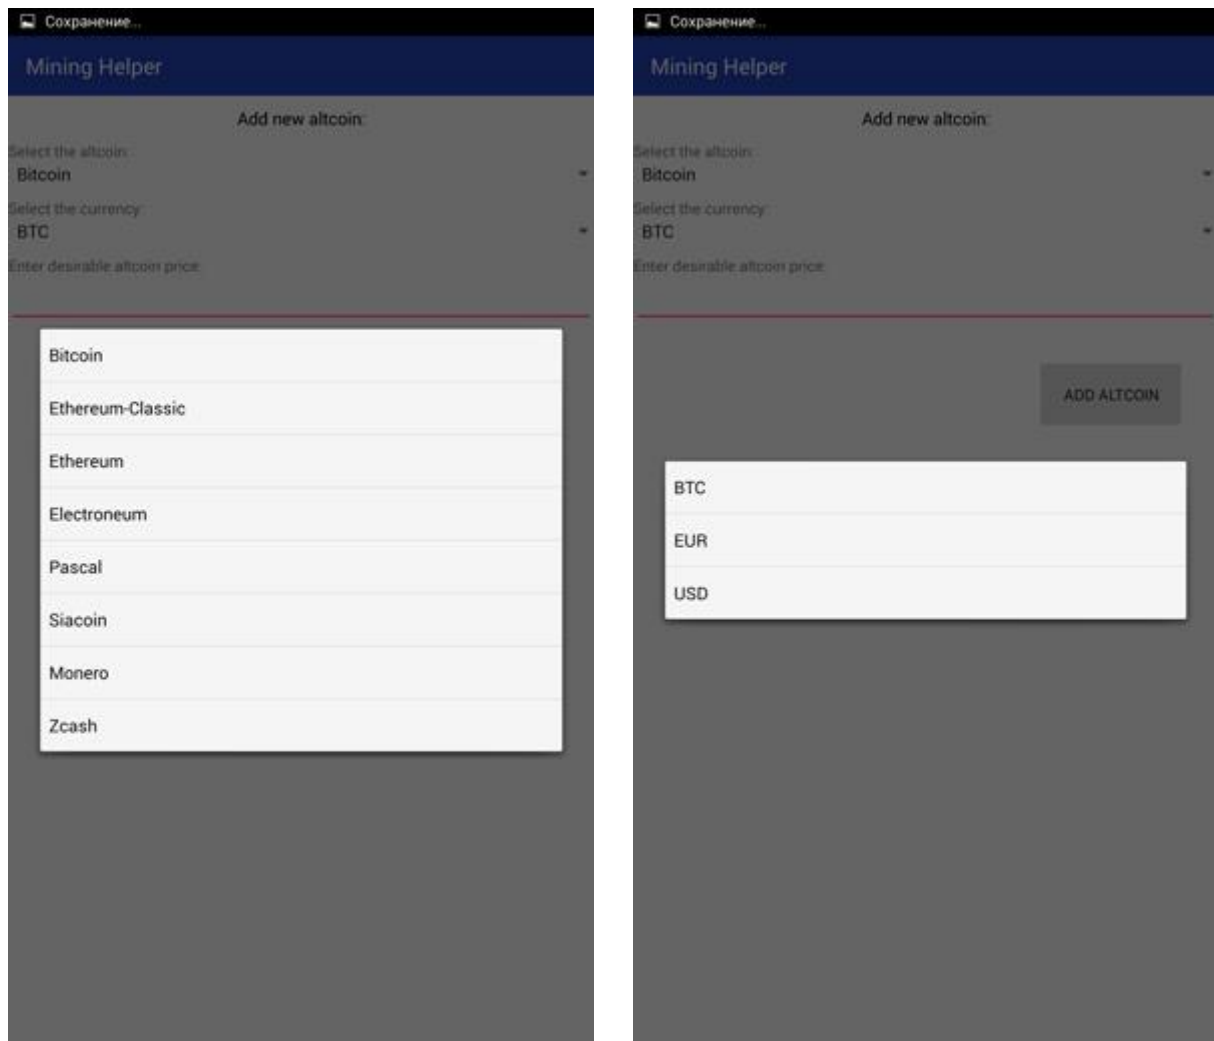 Сохранение...
Mining Helper
Add new altcoin:
Select the altcoin:
Bitcoin
Select the currency:
BTC
Enter desirable altcoin price:
Bitcoin
Ethereum-Classic
Ethereum
Electroneum
Pascal
Siacoin
Monero
Zcash
Сохранение...
Mining Helper
Add new altcoin:
Select the altcoin:
Bitcoin
Select the currency:
BTC
Enter desirable altcoin price:
ADD ALTCOIN
BTC
EUR
USD